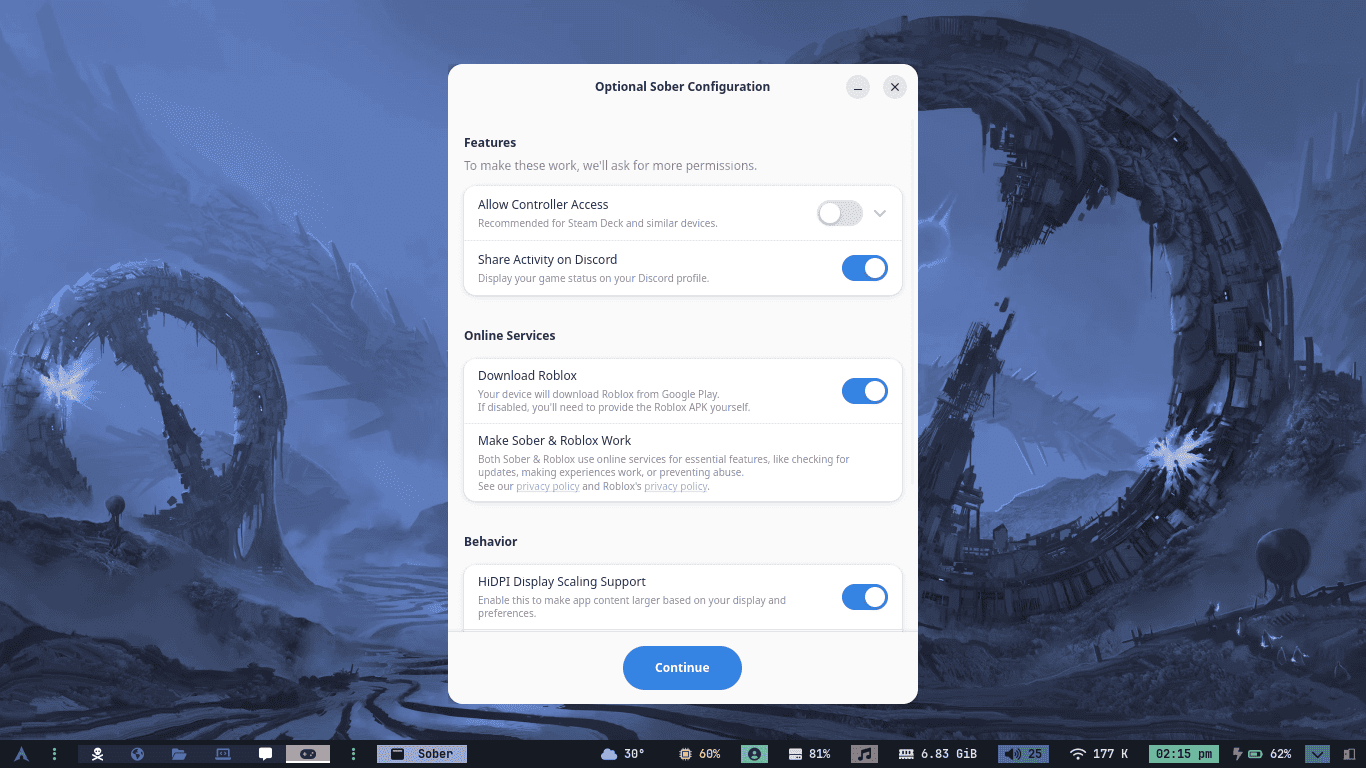 Optional Sober Configuration
Features
To make these work, we'll ask for more permissions.
Allow Controller Access
Recommended for Steam Deck and similar devices.
Share Activity on Discord
Display your game status on your Discord profile.
Online Services
Download Roblox
Your device will download Roblox from Google Play.
If disabled, you'll need to provide the Roblox APK yourself.
Make Sober & Roblox Work
Both Sober & Roblox use online services for essential features, like checking for
updates, making experiences work, or preventing abuse.
See our privacy policy and Roblox's privacy policy.
Behavior
HiDPI Display Scaling Support
Enable this to make app content larger based on your display and
preferences.
Continue
Sober 30° 60% 81% 6.83 GiB 25 177 K 02:15 pm 62%